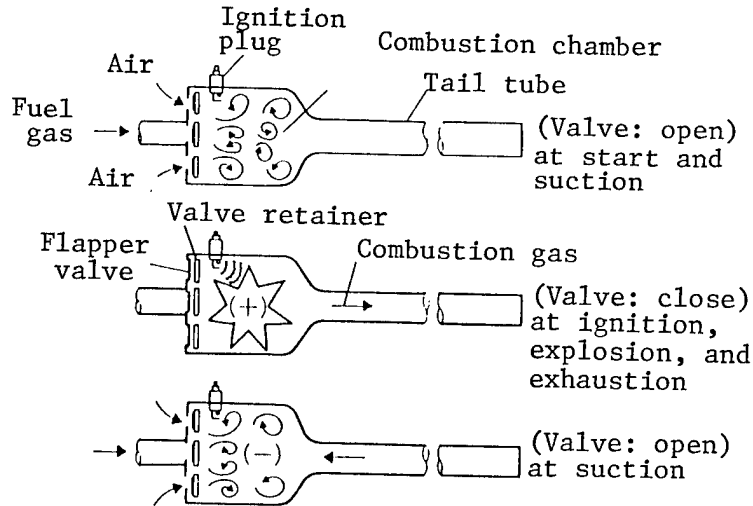 Ignition
plug
Combustion chamber
Air
Tail tube
Fuel
gas
(Valve: open)
at start and
suction
Air
Valve retainer
Flapper
valve
Combustion gas
(+)
(Valve: close)
at ignition,
explosion, and
exhaustion
(−)
(Valve: open)
at suction